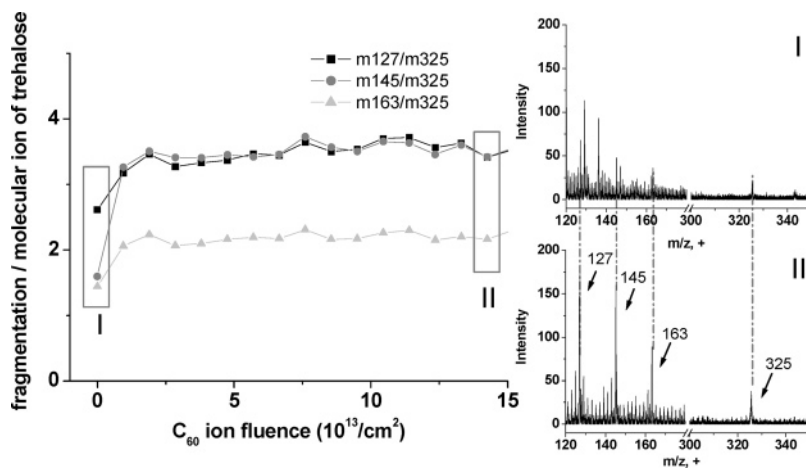 fragmentation / molecular ion of trehalose
4
2
0
m127/m325
m145/m325
m163/m325
I
II
0
5
10
15
C60 ion fluence (10^13/cm^2)
I
Intensity
200
150
100
50
0
120 140 160 300 320 340
m/z, +
II
Intensity
200
150
100
50
0
127
145
163
325
120 140 160 300 320 340
m/z, +